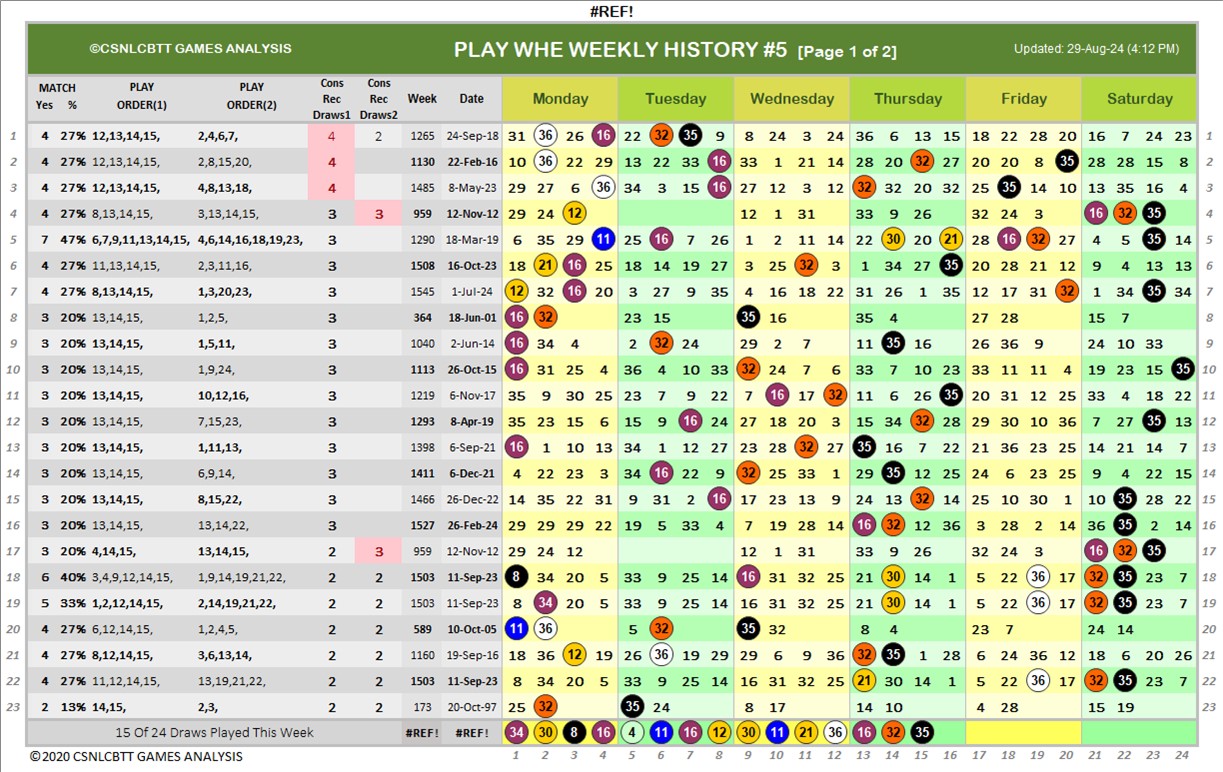 #REF!
©CSNLCBTT GAMES ANALYSIS PLAY WHE WEEKLY HISTORY #5 [Page 1 of 2] Updated: 29-Aug-24 (4:12 PM)
MATCH Yes % PLAY ORDER(1) PLAY ORDER(2) Cons Rec Draws1 Cons Rec Draws2 Week Date Monday Tuesday Wednesday Thursday Friday Saturday
1 4 27% 12,13,14,15, 2,4,6,7, 4 2 1265 24-Sep-18 31 36 26 16 22 32 35 9 8 24 3 24 36 6 13 15 18 22 28 20 16 7 24 23 1
2 4 27% 12,13,14,15, 2,8,15,20, 4 1130 22-Feb-16 10 36 22 29 13 22 33 16 33 1 21 14 28 20 32 27 20 20 8 35 28 28 15 8 2
3 4 27% 12,13,14,15, 4,8,13,18, 4 1485 8-May-23 29 27 6 36 34 3 15 16 27 12 3 12 32 32 20 32 25 35 14 10 13 35 16 4 3
4 4 27% 8,13,14,15, 3,13,14,15, 3 3 959 12-Nov-12 29 24 12 12 1 31 33 9 26 32 24 3 16 32 35 4
5 7 47% 6,7,9,11,13,14,15, 4,6,14,16,18,19,23, 3 1290 18-Mar-19 6 35 29 11 25 16 7 26 1 2 11 14 22 30 20 21 28 16 32 27 4 5 35 14 5
6 4 27% 11,13,14,15, 2,3,11,16, 3 1508 16-Oct-23 18 21 16 25 18 14 19 27 3 25 32 3 1 34 27 35 20 28 21 12 9 4 13 13 6
7 4 27% 8,13,14,15, 1,3,20,23, 3 1545 1-Jul-24 12 32 16 20 3 27 9 35 4 16 18 22 31 26 1 35 12 17 31 32 1 34 35 34 7
8 3 20% 13,14,15, 1,2,5, 3 364 18-Jun-01 16 32 23 15 35 16 35 4 27 28 15 7 8
9 3 20% 13,14,15, 1,5,11, 3 1040 2-Jun-14 16 34 4 2 32 24 29 2 7 11 35 16 26 36 9 24 10 33 9
10 3 20% 13,14,15, 1,9,24, 3 1113 26-Oct-15 16 31 25 4 36 4 10 33 32 24 7 6 33 7 10 23 33 11 11 4 19 23 15 35 10
11 3 20% 13,14,15, 10,12,16, 3 1219 6-Nov-17 35 9 30 25 23 7 9 22 7 16 17 32 11 6 26 35 20 31 12 25 33 4 18 22 11
12 3 20% 13,14,15, 7,15,23, 3 1293 8-Apr-19 35 23 15 6 15 9 16 24 27 18 20 3 15 34 32 28 29 30 10 36 7 27 35 13 12
13 3 20% 13,14,15, 1,11,13, 3 1398 6-Sep-21 16 1 10 13 34 1 12 27 23 28 32 27 35 16 7 22 21 36 23 25 14 21 14 7 13
14 3 20% 13,14,15, 6,9,14, 3 1411 6-Dec-21 4 22 23 3 34 16 22 9 32 25 33 1 29 35 12 25 24 6 23 25 9 4 22 15 14
15 3 20% 13,14,15, 8,15,22, 3 1466 26-Dec-22 14 35 22 31 9 31 2 16 17 23 13 9 24 13 32 14 25 10 30 1 10 35 28 22 15
16 3 20% 13,14,15, 13,14,22, 3 1527 26-Feb-24 29 29 29 22 19 5 33 4 7 19 28 14 16 32 12 36 3 28 2 14 36 35 2 14 16
17 3 20% 4,14,15, 13,14,15, 2 3 959 12-Nov-12 29 24 12 12 1 31 33 9 26 32 24 3 16 32 35 17
18 6 40% 3,4,9,12,14,15, 1,9,14,19,21,22, 2 2 1503 11-Sep-23 8 34 20 5 33 9 25 14 16 31 32 25 21 30 14 1 5 22 36 17 32 35 23 7 18
19 5 33% 1,2,12,14,15, 2,14,19,21,22, 2 2 1503 11-Sep-23 8 34 20 5 33 9 25 14 16 31 32 25 21 30 14 1 5 22 36 17 32 35 23 7 19
20 4 27% 6,12,14,15, 1,2,4,5, 2 2 589 10-Oct-05 11 36 5 32 35 32 8 4 23 7 24 14 20
21 4 27% 8,12,14,15, 3,6,13,14, 2 2 1160 19-Sep-16 18 36 12 19 26 36 19 29 29 6 9 36 32 35 1 28 6 24 36 12 18 6 20 26 21
22 4 27% 11,12,14,15, 13,19,21,22, 2 2 1503 11-Sep-23 8 34 20 5 33 9 25 14 16 31 32 25 21 30 14 1 5 22 36 17 32 35 23 7 22
23 2 13% 14,15, 2,3, 2 2 173 20-Oct-97 25 32 35 24 8 17 14 10 4 28 15 19 23
15 Of 24 Draws Played This Week #REF! #REF! 34 30 8 16 4 11 16 12 30 11 21 36 16 32 35
©2020 CSNLCBTT GAMES ANALYSIS 1 2 3 4 5 6 7 8 9 10 11 12 13 14 15 16 17 18 19 20 21 22 23 24